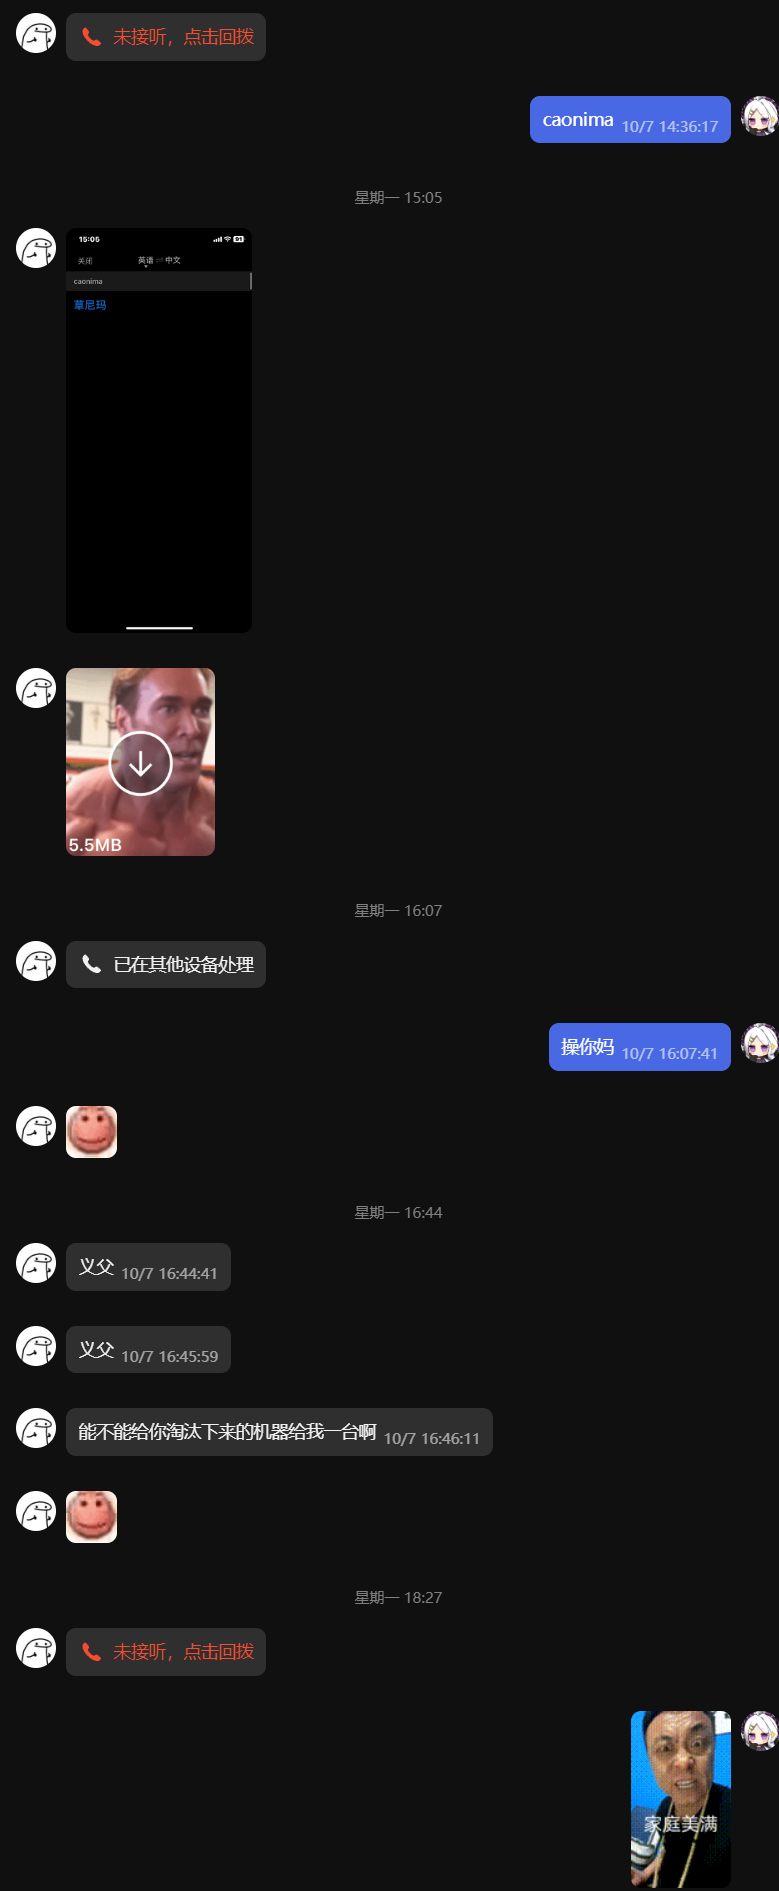 未接听，点击回拨
caonima 10/7 14:36:17
星期一 15:05
15:05
91
关闭
英语 ⇌ 中文
caonima
草尼玛
5.5MB
星期一 16:07
已在其他设备处理
操你妈 10/7 16:07:41
星期一 16:44
义父 10/7 16:44:41
义父 10/7 16:45:59
能不能给你淘汰下来的机器给我一台啊 10/7 16:46:11
星期一 18:27
未接听，点击回拨
家庭美满